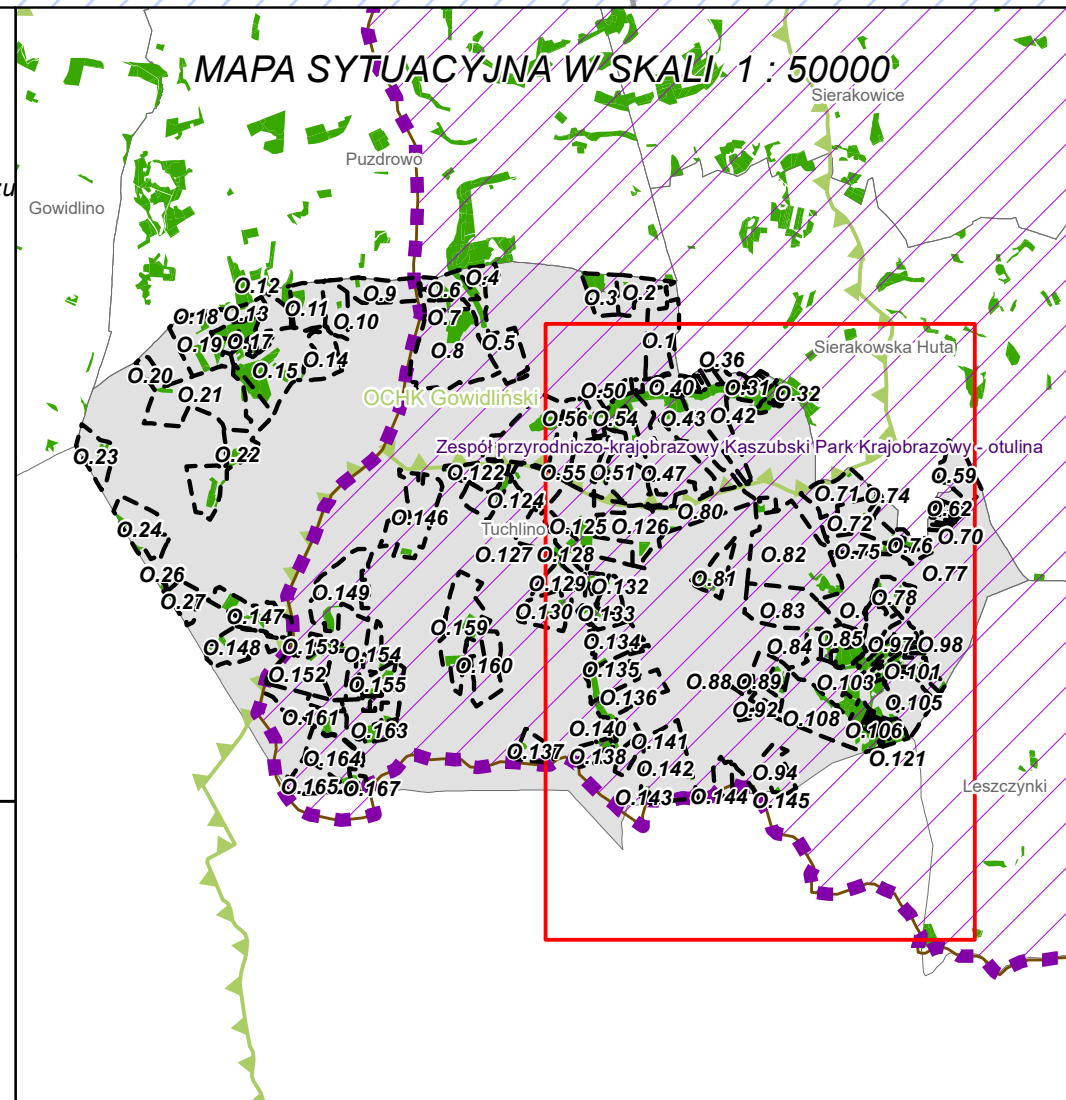 MAPA SYTUACYJNA W SKALI 1 : 50000
Sierakowice
Puzdrowo
Gowidlino
O.4
O.12
O.6
O.9
O.3
O.2
O.18
O.13
O.11
O.10
O.7
O.19
O.17
O.8
O.5
O.1
Sierakowska Huta
O.14
O.15
O.20
O.21
O.36
O.50
O.40
O.31
O.32
OCHK Gowidliński
O.56
O.54
O.43
O.42
Zespół przyrodniczo-krajobrazowy Kaszubski Park Krajobrazowy - otulina
O.23
O.22
O.122
O.55
O.51
O.47
O.59
O.124
O.71
O.74
O.62
O.146
O.80
O.24
Tuchlino
O.125
O.126
O.72
O.70
O.127
O.128
O.82
O.75
O.76
O.26
O.129
O.132
O.81
O.77
O.27
O.149
O.130
O.133
O.83
O.78
O.147
O.159
O.148
O.153
O.134
O.84
O.85
O.97
O.98
O.154
O.160
O.135
O.152
O.155
O.88
O.89
O.103
O.101
O.136
O.105
O.161
O.92
O.108
O.163
O.140
O.106
O.141
O.137
O.138
O.164
O.121
O.142
O.94
O.165
O.167
O.143
O.144
O.145
Leszczynki